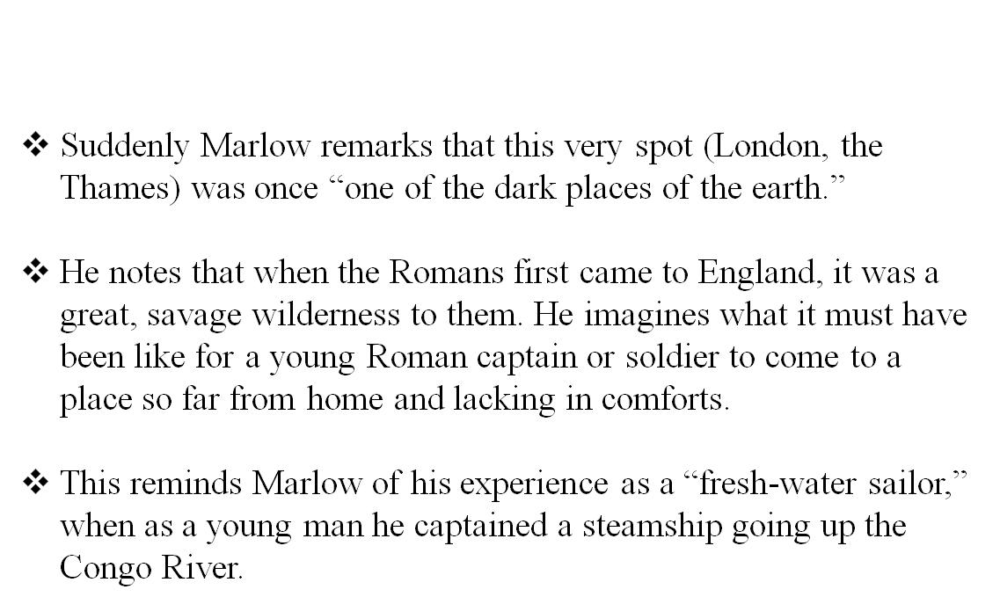 ❖ Suddenly Marlow remarks that this very spot (London, the
Thames) was once “one of the dark places of the earth.”
❖ He notes that when the Romans first came to England, it was a
great, savage wilderness to them. He imagines what it must have
been like for a young Roman captain or soldier to come to a
place so far from home and lacking in comforts.
❖ This reminds Marlow of his experience as a “fresh-water sailor,”
when as a young man he captained a steamship going up the
Congo River.